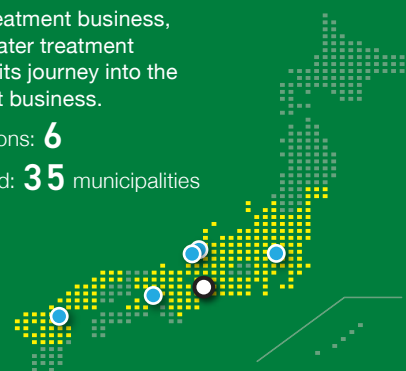 eatment business,
ater treatment
its journey into the
t business.
ons: 6
d: 35 municipalities